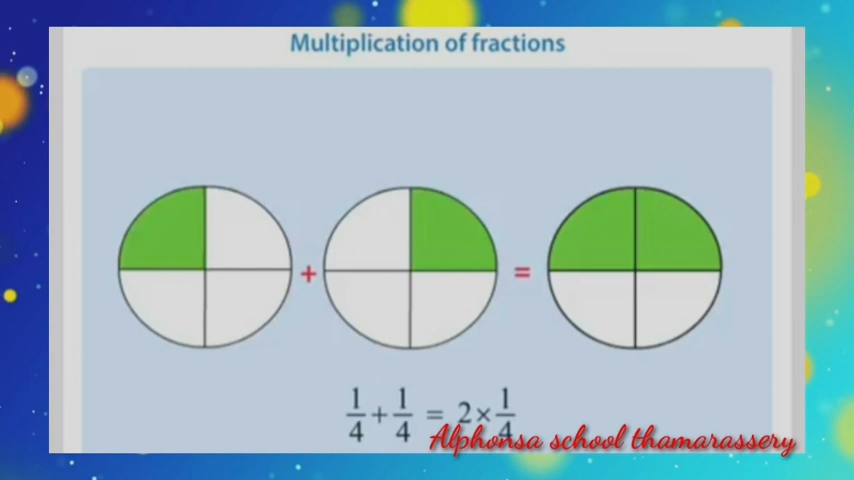 Multiplication of fractions
+ =
1/4 + 1/4 = 2 × 1/4
Alphonsa school thamarassery